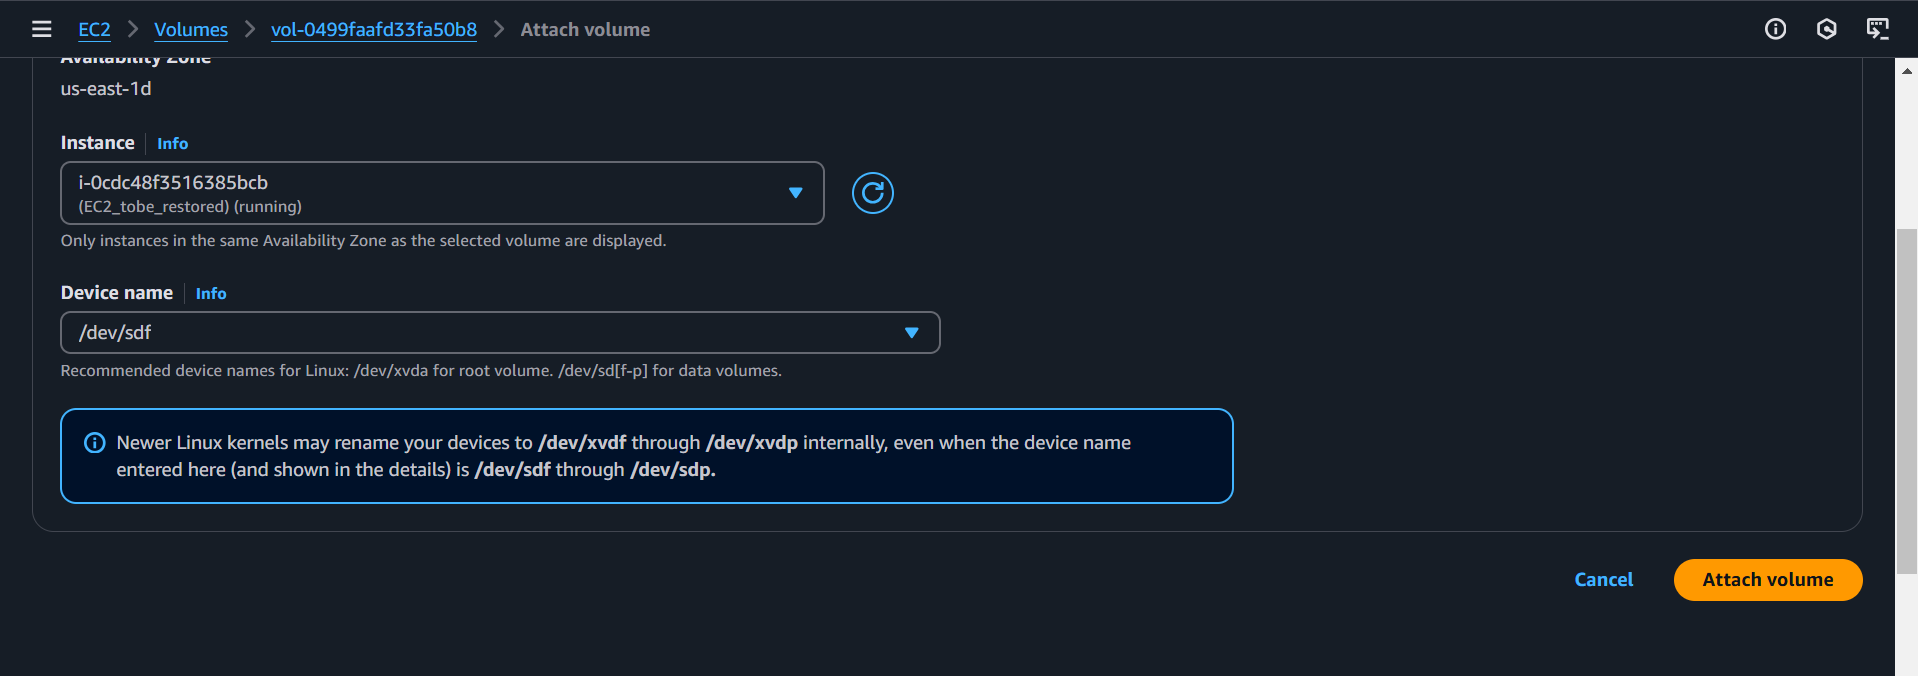 EC2 > Volumes > vol-0499faafd33fa50b8 > Attach volume
Availability Zone
us-east-1d
Instance | Info
i-0cdc48f3516385bcb
(EC2_tobe_restored) (running)
Only instances in the same Availability Zone as the selected volume are displayed.
Device name | Info
/dev/sdf
Recommended device names for Linux: /dev/xvda for root volume. /dev/sd[f-p] for data volumes.
Newer Linux kernels may rename your devices to /dev/xvdf through /dev/xvdp internally, even when the device name
entered here (and shown in the details) is /dev/sdf through /dev/sdp.
Cancel
Attach volume